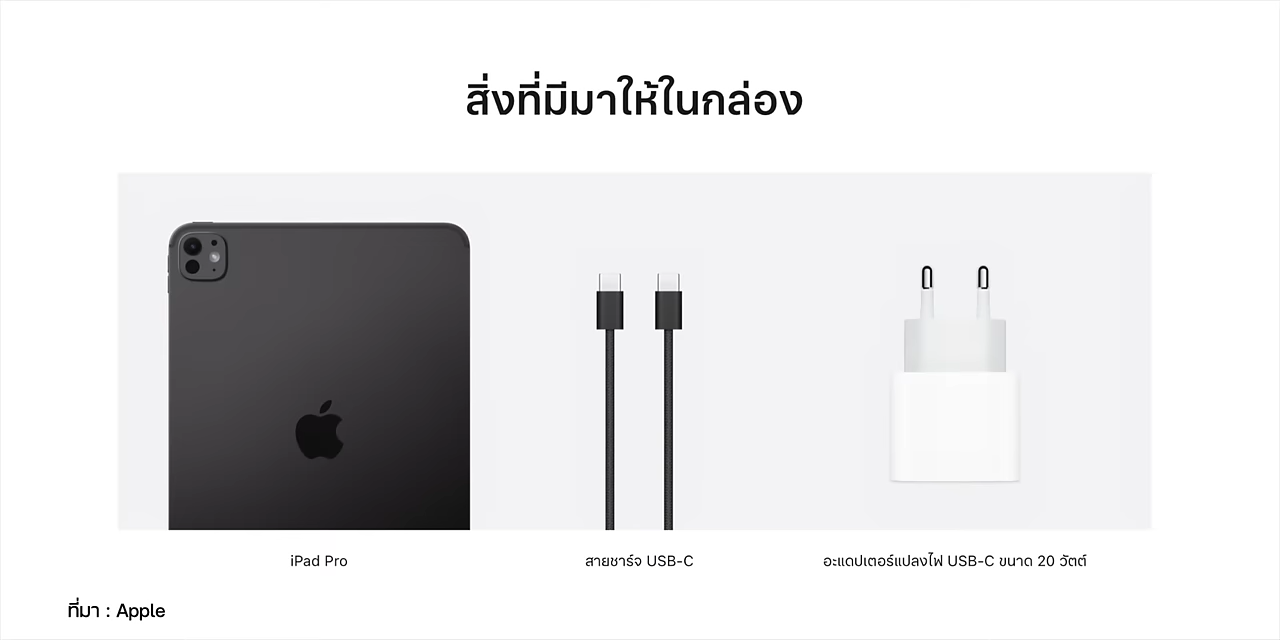 สิ่งที่มีมาให้ในกล่อง
iPad Pro
สายชาร์จ USB-C
อะแดปเตอร์แปลงไฟ USB-C ขนาด 20 วัตต์
ที่มา : Apple